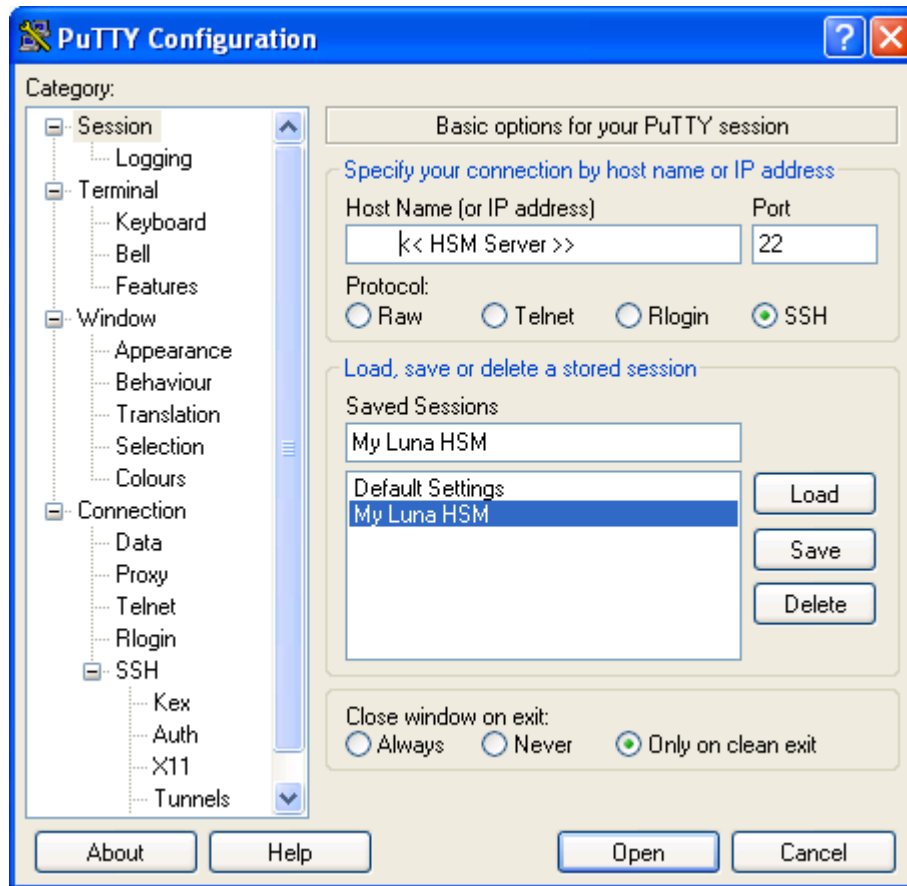 PuTTY Configuration
Category:
Session
Logging
Terminal
Keyboard
Bell
Features
Window
Appearance
Behaviour
Translation
Selection
Colours
Connection
Data
Proxy
Telnet
Rlogin
SSH
Kex
Auth
X11
Tunnels
Basic options for your PuTTY session
Specify your connection by host name or IP address
Host Name (or IP address) Port
<< HSM Server >> 22
Protocol:
Raw Telnet Rlogin SSH
Load, save or delete a stored session
Saved Sessions
My Luna HSM
Default Settings
My Luna HSM
Load
Save
Delete
Close window on exit:
Always Never Only on clean exit
About Help Open Cancel